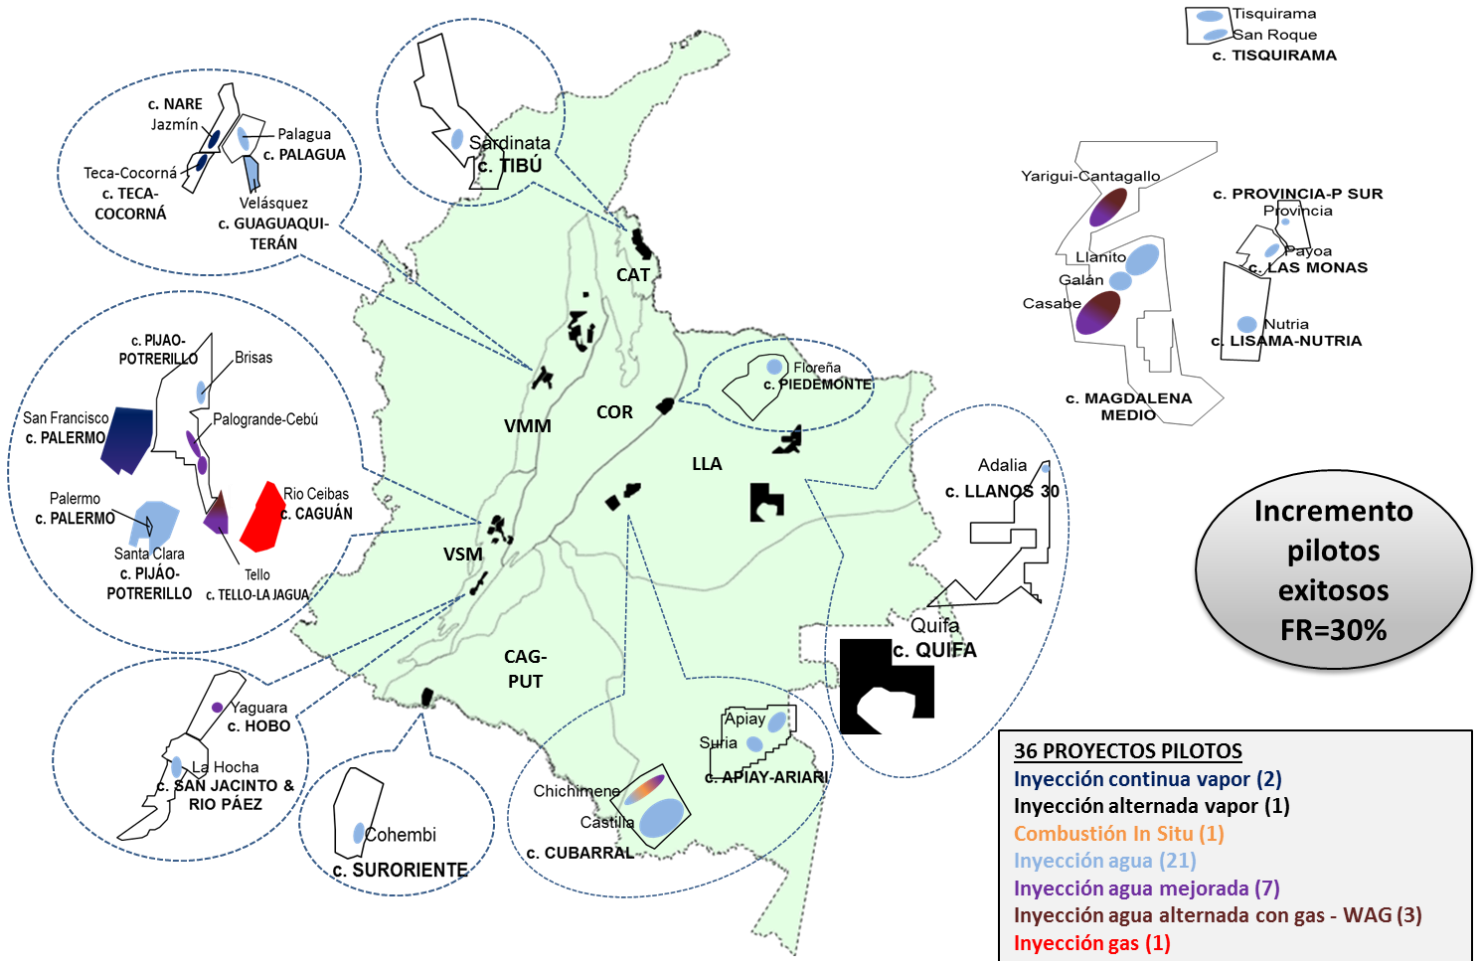 Tisquirama
San Roque
c. TISQUIRAMA
c. NARE
Jazmín
Palagua
c. PALAGUA
Teca-Cocorná
c. TECA-
COCORNÁ
Velásquez
c. GUAGUAQUI-
TERÁN
Sardinata
c. TIBÚ
Yarigui-Cantagallo
c. PROVINCIA-P SUR
Provincia
Payoa
c. LAS MONAS
Llanito
Galán
Casabe
Nutria
c. LISAMA-NUTRIA
c. MAGDALENA
MEDIO
CAT
COR
VMM
LLA
VSM
CAG-
PUT
Floreña
c. PIEDEMONTE
c. PIJAO-
POTRERILLO
Brisas
San Francisco
c. PALERMO
Palogrande-Cebú
Palermo
c. PALERMO
Rio Ceibas
c. CAGUÁN
Santa Clara
c. PIJÁO-
POTRERILLO
Tello
c. TELLO-LA JAGUA
Adalia
c. LLANOS 30
Quifa
c. QUIFA
Yaguara
c. HOBO
La Hocha
c. SAN JACINTO &
RIO PÁEZ
Cohembi
c. SURORIENTE
Apiay
Suria
c. APIAY-ARIARI
Chichimene
Castilla
c. CUBARRAL
Incremento
pilotos
exitosos
FR=30%
36 PROYECTOS PILOTOS
Inyección continua vapor (2)
Inyección alternada vapor (1)
Combustión In Situ (1)
Inyección agua (21)
Inyección agua mejorada (7)
Inyección agua alternada con gas - WAG (3)
Inyección gas (1)